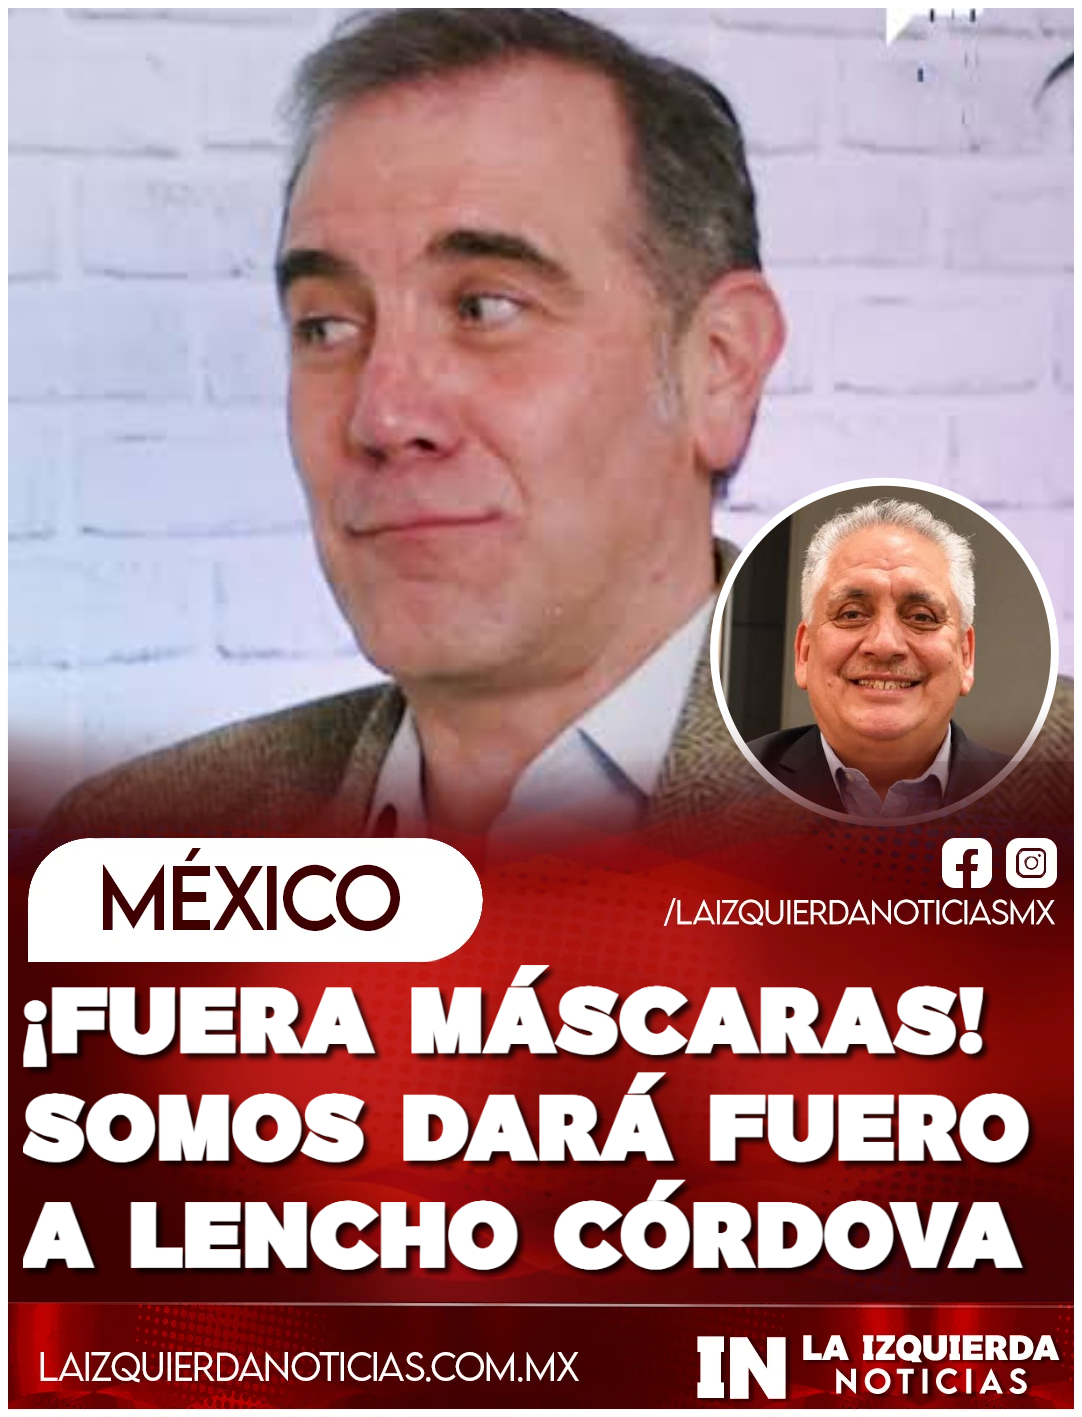 MÉXICO
/LAIZQUIERDANOTICIASMX
¡FUERA MÁSCARAS!
SOMOS DARÁ FUERO
A LENCHO CÓRDOVA
LAIZQUIERDANOTICIAS.COM.MX
IN LA IZQUIERDA
NOTICIAS